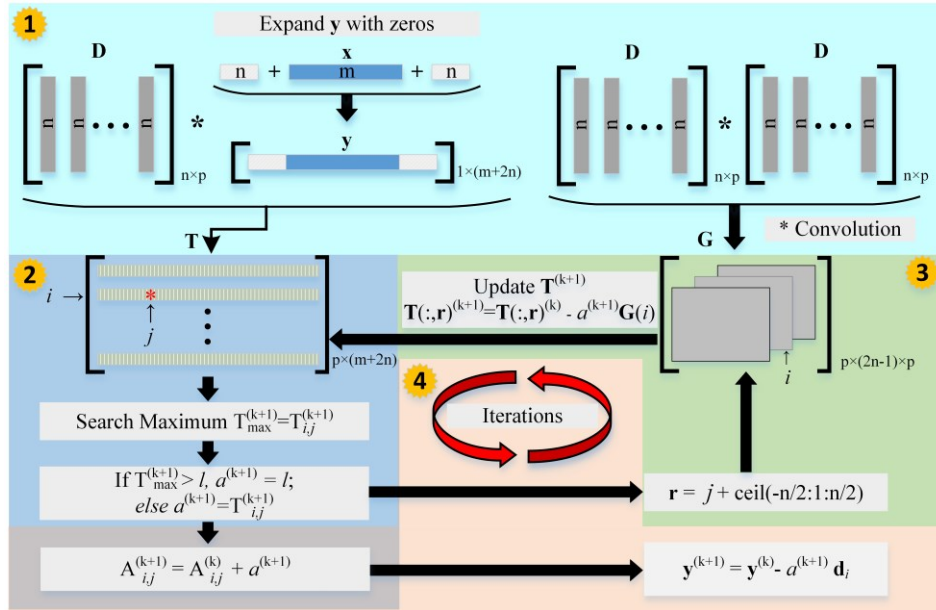 1
Expand y with zeros
D
n n • • • n
n×p
*
x
n + m + n
y
1×(m+2n)
D
n n • • • n
n×p
*
D
n n • • • n
n×p
T
G
* Convolution
2
i →
*
↑
j
p×(m+2n)
Update T(k+1)
T(:,r)(k+1)=T(:,r)(k) - a(k+1)G(i)
3
↑
i
p×(2n-1)×p
4
Iterations
Search Maximum T(k+1)max=T(k+1)i,j
If T(k+1)max > l, a(k+1) = l;
else a(k+1)=T(k+1)i,j
r = j + ceil(-n/2:1:n/2)
A(k+1)i,j = A(k)i,j + a(k+1)
y(k+1) = y(k)- a(k+1) di